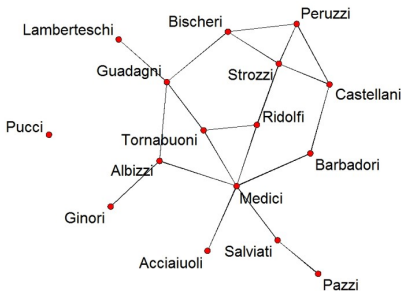 Peruzzi
Bischeri
Lamberteschi
Strozzi
Guadagni
Castellani
Ridolfi
Pucci
Tornabuoni
Barbadori
Albizzi
Medici
Ginori
Salviati
Acciaiuoli
Pazzi